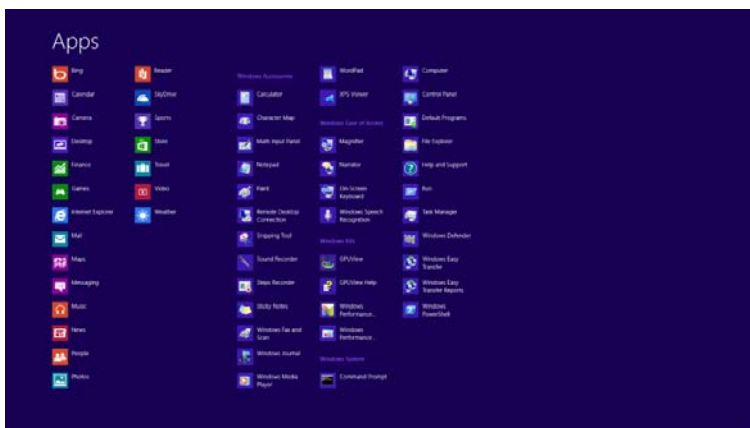 Apps
Bing
Calendar
Camera
Desktop
Finance
Games
Internet Explorer
Mail
Maps
Messaging
Music
News
People
Photos
Reader
SkyDrive
Sports
Store
Travel
Video
Weather
Windows Accessories
Calculator
Character Map
Math Input Panel
Notepad
Paint
Remote Desktop
Connection
Snipping Tool
Sound Recorder
Steps Recorder
Sticky Notes
Windows Fax and
Scan
Windows Journal
Windows Media
Player
WordPad
XPS Viewer
Windows Ease of Access
Magnifier
Narrator
On-Screen
Keyboard
Windows Speech
Recognition
Windows Kits
GPUView
GPUView Help
Windows
Performance...
Windows
Performance...
Windows System
Command Prompt
Computer
Control Panel
Default Programs
File Explorer
Help and Support
Run
Task Manager
Windows Defender
Windows Easy
Transfer
Windows Easy
Transfer Reports
Windows
PowerShell